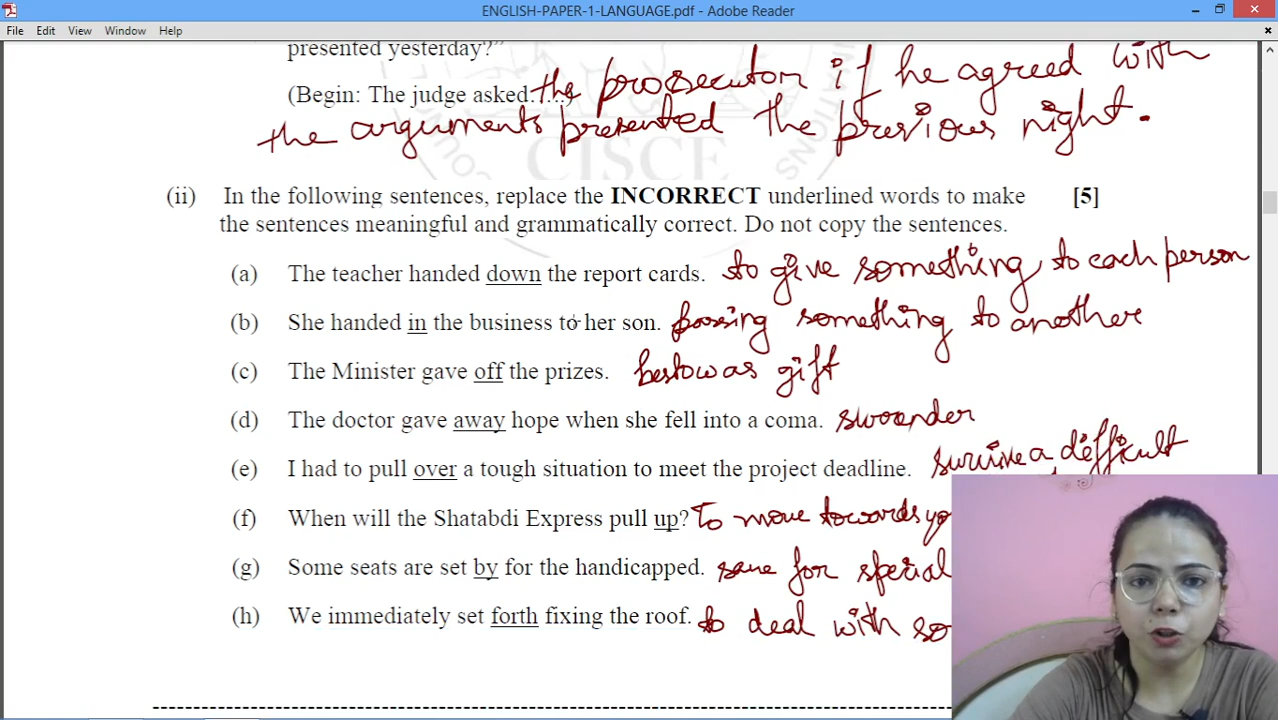 ENGLISH-PAPER-1-LANGUAGE.pdf - Adobe Reader
File Edit View Window Help
presented yesterday?"
(Begin: The judge asked.....) the prosecutor if he agreed with
the arguments presented the previous night.
CISCE
(ii) In the following sentences, replace the INCORRECT underlined words to make [5]
the sentences meaningful and grammatically correct. Do not copy the sentences.
(a) The teacher handed down the report cards. to give something to each person
(b) She handed in the business to her son. passing something to another
(c) The Minister gave off the prizes. bestow as gift
(d) The doctor gave away hope when she fell into a coma.
(e) I had to pull over a tough situation to meet the project deadline. survive a difficult
(f) When will the Shatabdi Express pull up? To move towards yo
(g) Some seats are set by for the handicapped. save for special
(h) We immediately set forth fixing the roof. to deal with so